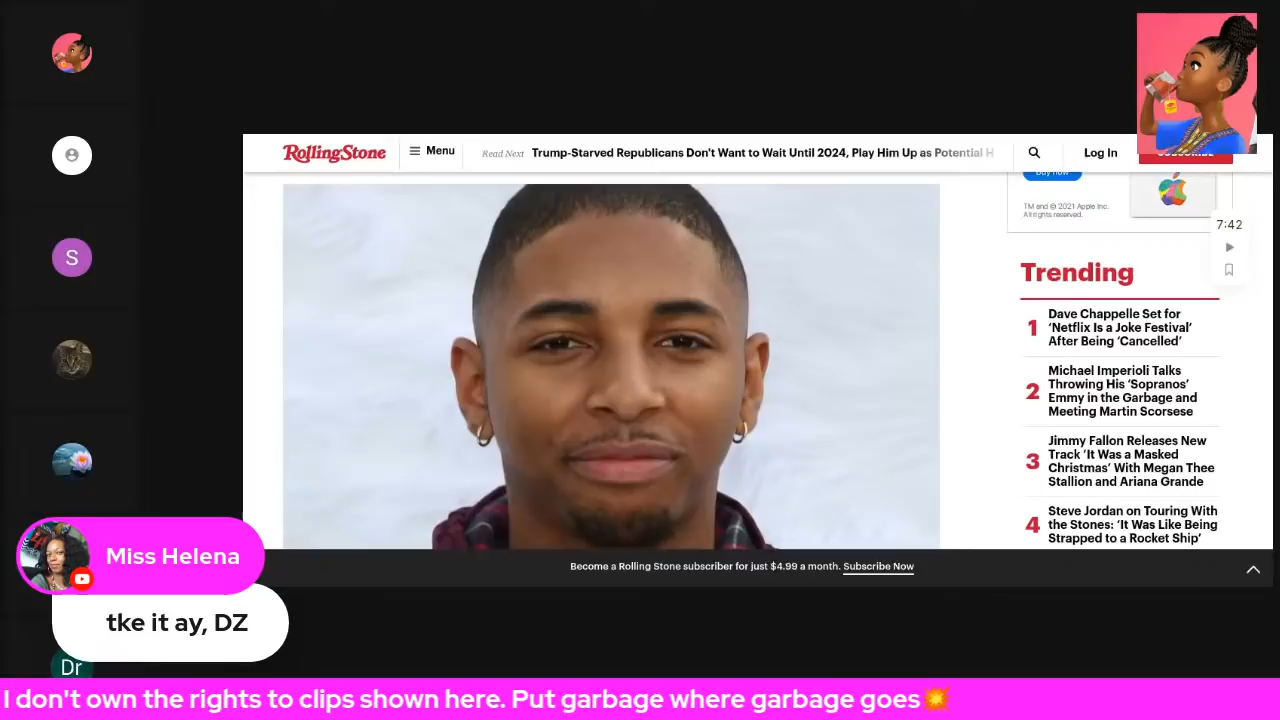 RollingStone
Menu
Read Next Trump-Starved Republicans Don't Want to Wait Until 2024, Play Him Up as Potential H
Log In
SUBSCRIBE
Buy now
TM and © 2021 Apple Inc.
All rights reserved.
7:42
Trending
1 Dave Chappelle Set for
‘Netflix Is a Joke Festival’
After Being ‘Cancelled’
2 Michael Imperioli Talks
Throwing His ‘Sopranos’
Emmy in the Garbage and
Meeting Martin Scorsese
3 Jimmy Fallon Releases New
Track ‘It Was a Masked
Christmas’ With Megan Thee
Stallion and Ariana Grande
4 Steve Jordan on Touring With
the Stones: ‘It Was Like Being
Strapped to a Rocket Ship’
Become a Rolling Stone subscriber for just $4.99 a month. Subscribe Now
S
Miss Helena
tke it ay, DZ
Dr
I don't own the rights to clips shown here. Put garbage where garbage goes💥